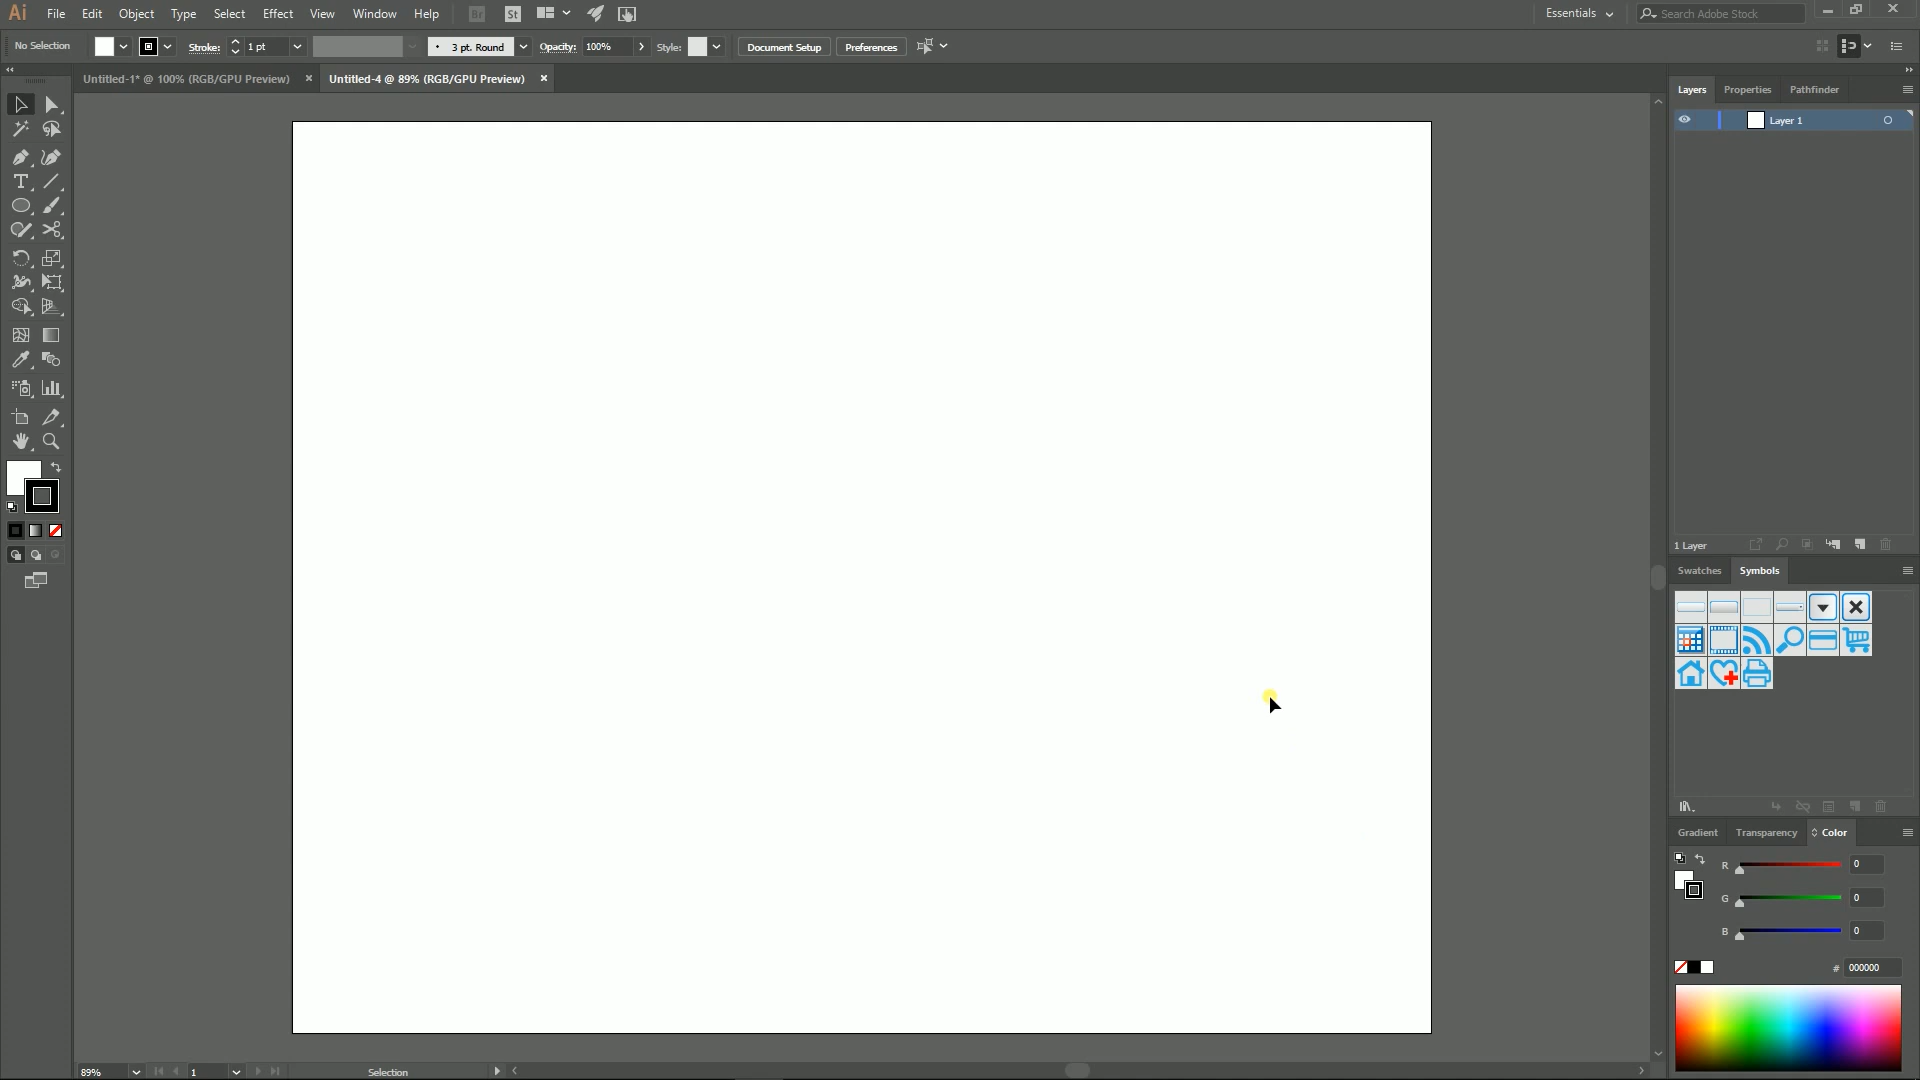 Ai File Edit Object Type Select Effect View Window Help Br St Essentials Search Adobe Stock
No Selection Stroke: 1 pt 3 pt. Round Opacity: 100% Style: Document Setup Preferences
Untitled-1* @ 100% (RGB/GPU Preview) × Untitled-4 @ 89% (RGB/GPU Preview) ×
Layers Properties Pathfinder
Layer 1
1 Layer
Swatches Symbols
Gradient Transparency Color
R 0
G 0
B 0
# 000000
89% 1 Selection